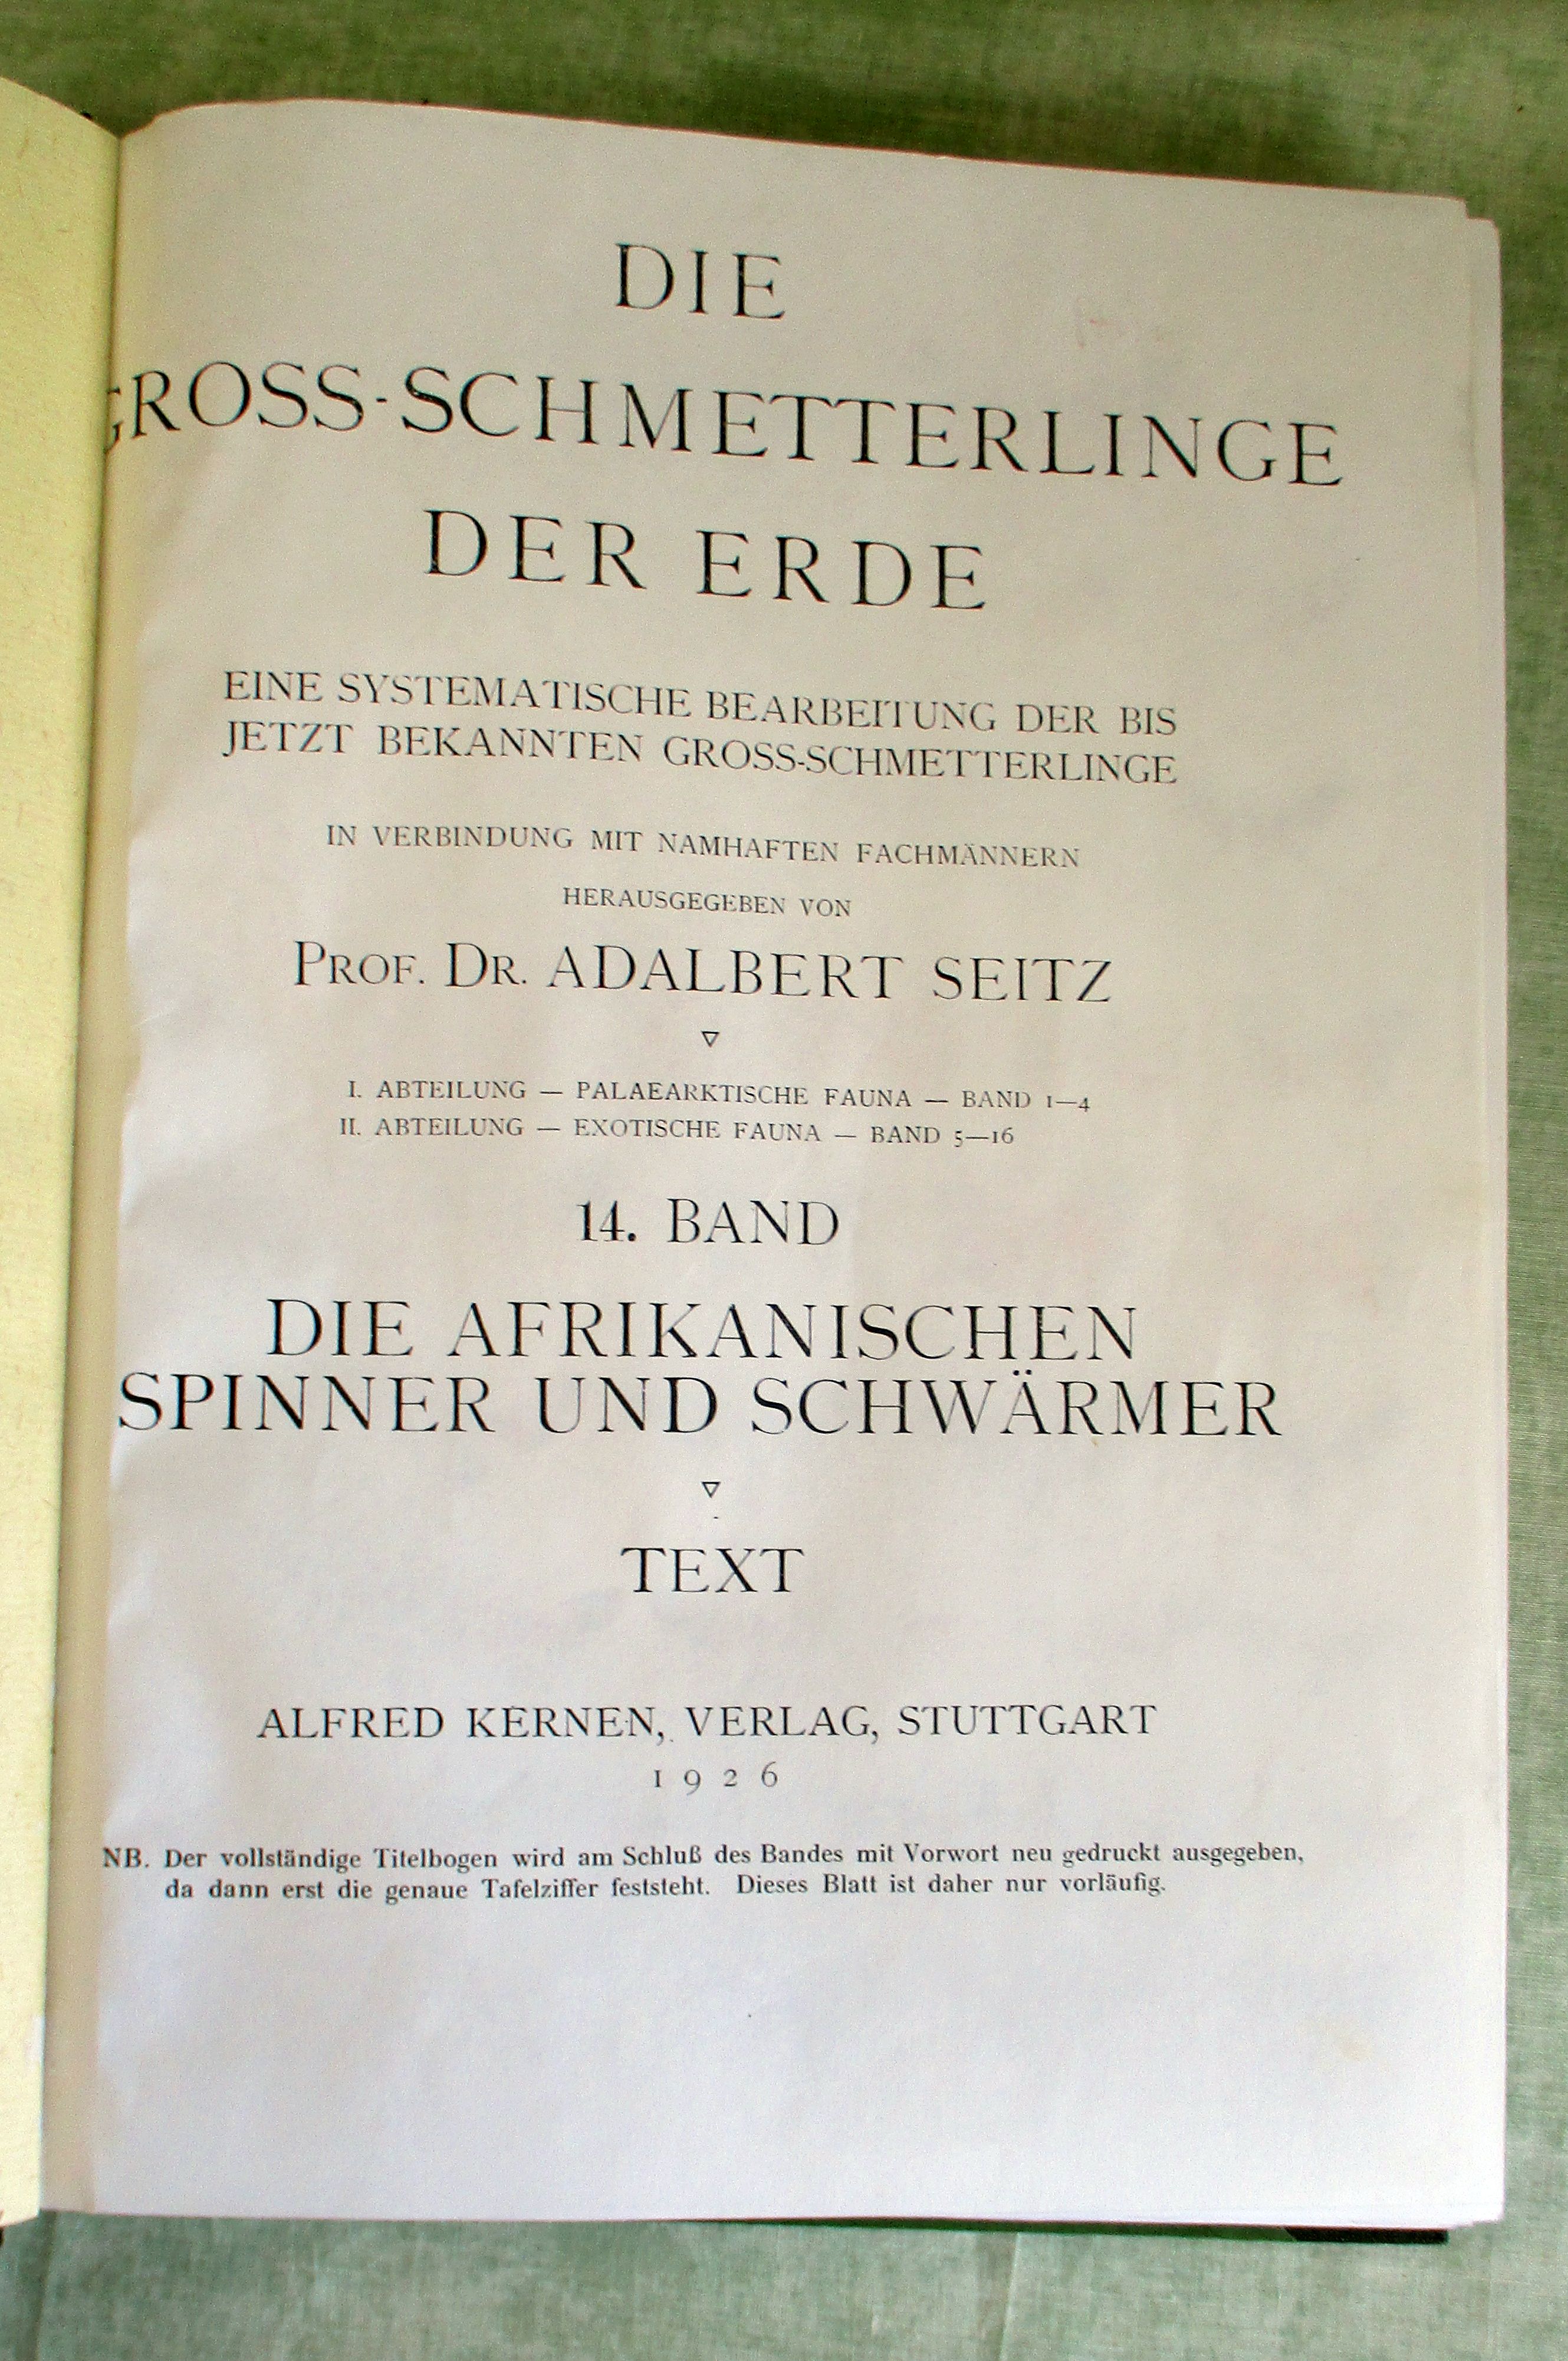 DIE
GROSS-SCHMETTERLINGE
DER ERDE
EINE SYSTEMATISCHE BEARBEITUNG DER BIS
JETZT BEKANNTEN GROSS-SCHMETTERLINGE
IN VERBINDUNG MIT NAMHAFTEN FACHMÄNNERN
HERAUSGEGEBEN VON
PROF. DR. ADALBERT SEITZ
I. ABTEILUNG — PALAEARKTISCHE FAUNA — BAND 1—4
II. ABTEILUNG — EXOTISCHE FAUNA — BAND 5—16
14. BAND
DIE AFRIKANISCHEN
SPINNER UND SCHWÄRMER
TEXT
ALFRED KERNEN, VERLAG, STUTTGART
1926
NB. Der vollständige Titelbogen wird am Schluß des Bandes mit Vorwort neu gedruckt ausgegeben,
da dann erst die genaue Tafelziffer feststeht. Dieses Blatt ist daher nur vorläufig.